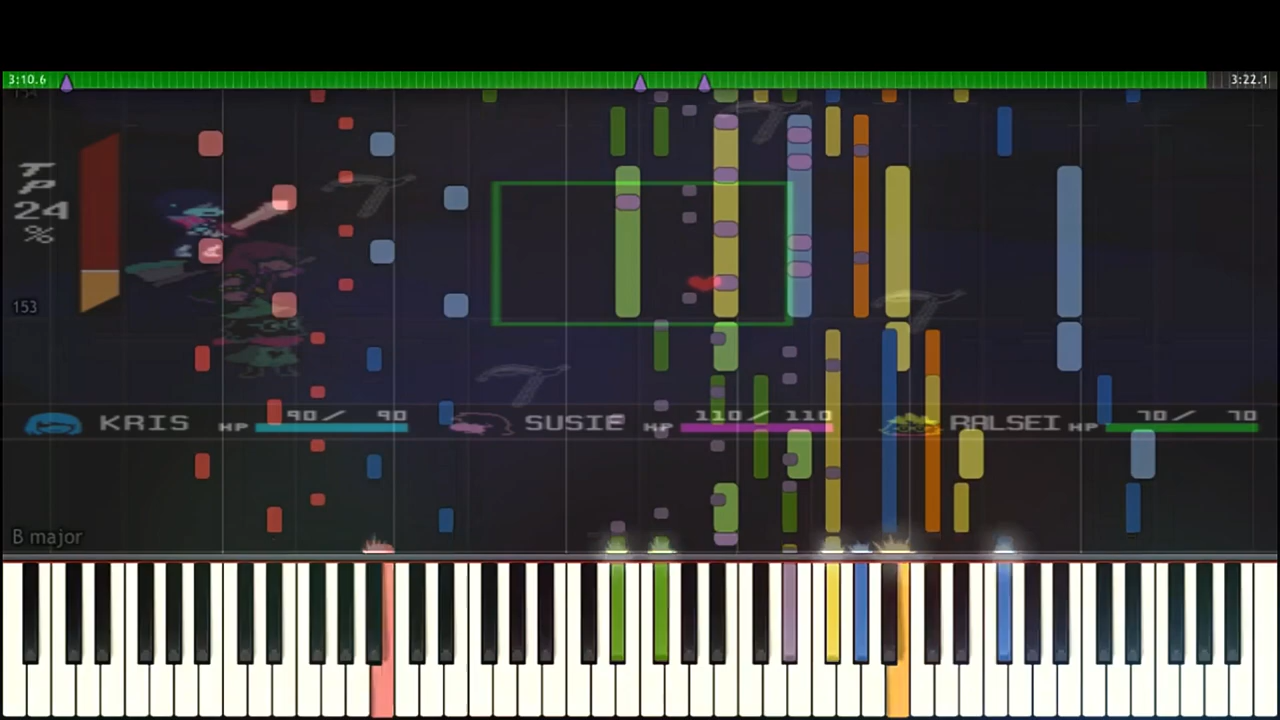 3:10.6 3:22.1
154
T
P
24
%
153
90/ 90 110/ 110 70/ 70
KRIS HP SUSIE HP RALSEI HP
B major